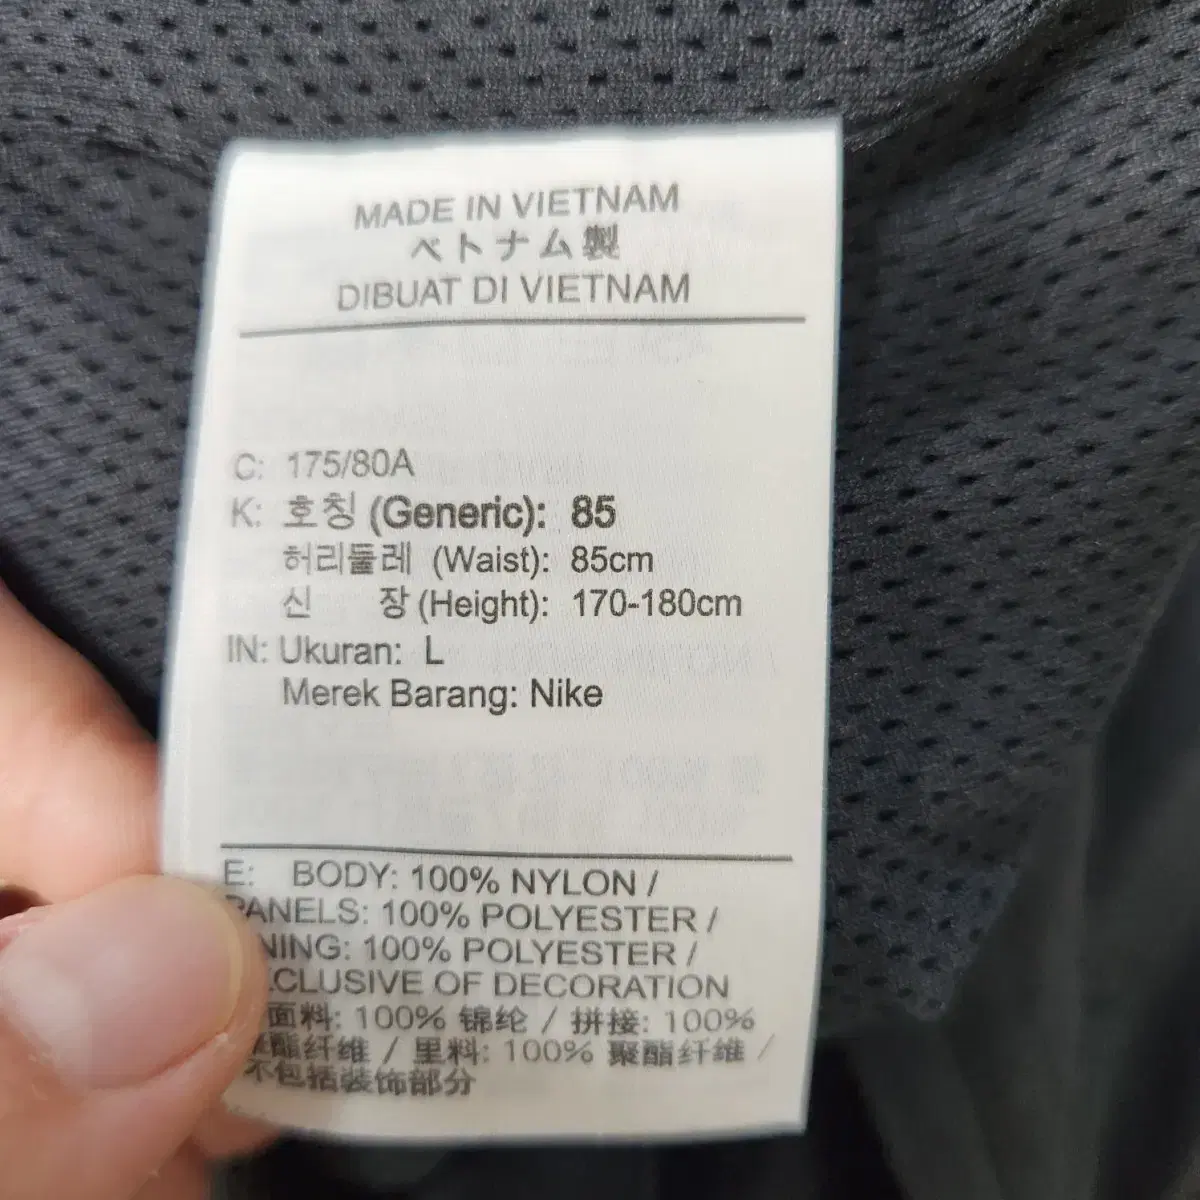 MADE IN VIETNAM
ベトナム製
DIBUAT DI VIETNAM
C: 175/80A
K: 호칭 (Generic): 85
허리둘레 (Waist): 85cm
신 장 (Height): 170-180cm
IN: Ukuran: L
Merek Barang: Nike
E: BODY: 100% NYLON /
PANELS: 100% POLYESTER /
NING: 100% POLYESTER /
CLUSIVE OF DECORATION
面料: 100% 锦纶 / 拼接: 100%
聚酯纤维 / 里料: 100% 聚酯纤维 /
不包括装饰部分